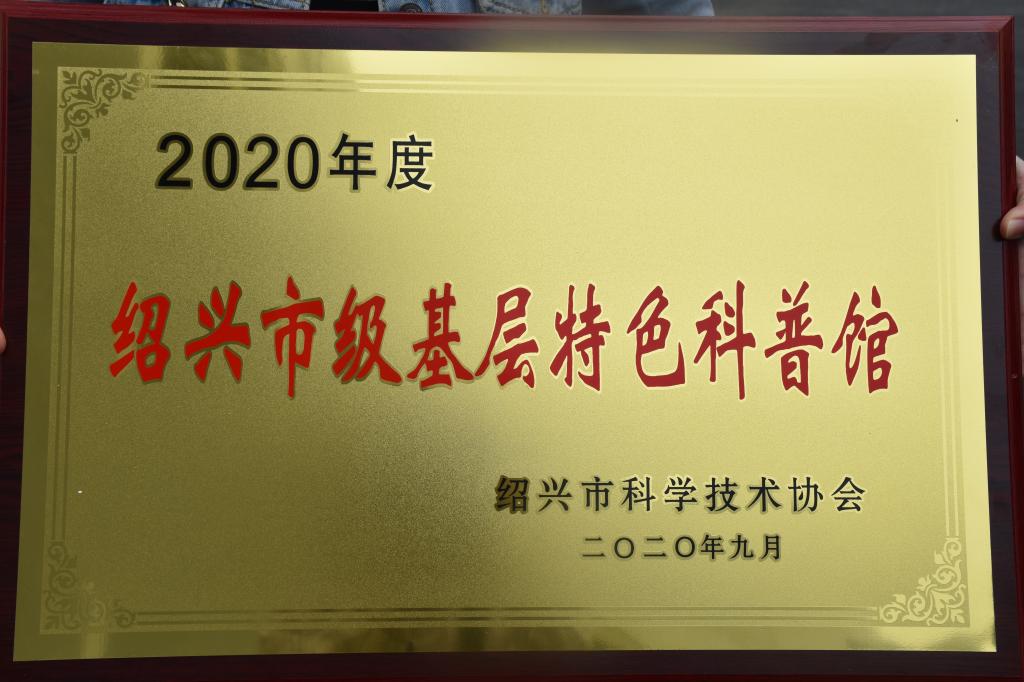 2020年度
绍兴市级基层特色科普馆
绍兴市科学技术协会
二〇二〇年九月